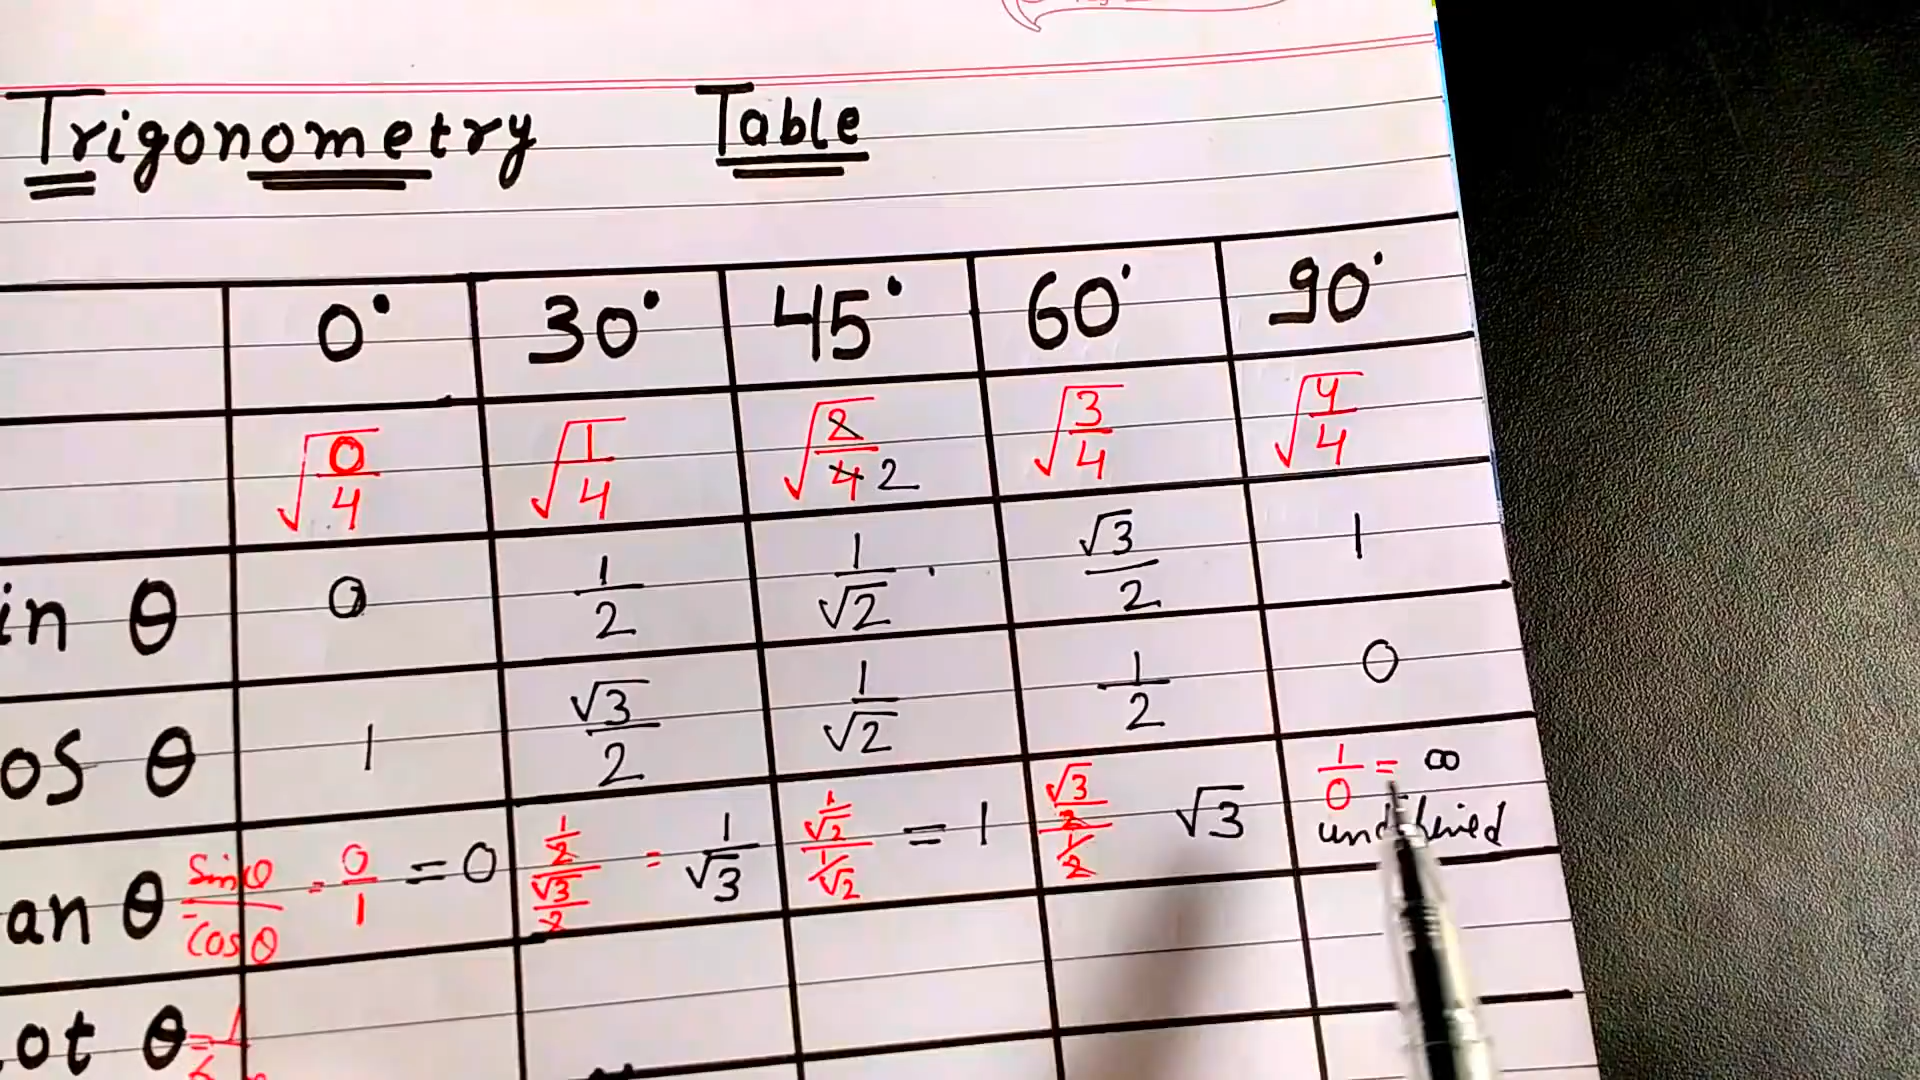 Trigonometry Table
0° 30° 45° 60° 90°
√0/4 √1/4 √2/4 2 √3/4 √4/4
in θ 0 1/2 1/√2 √3/2 1
os θ 1 √3/2 1/√2 1/2 0
an θ Sinθ/Cosθ = 0/1 = 0 1/2/√3/2 = 1/√3 1/√2/1/√2 = 1 √3/2/1/2 √3 1/0 = ∞
ot θ = 1